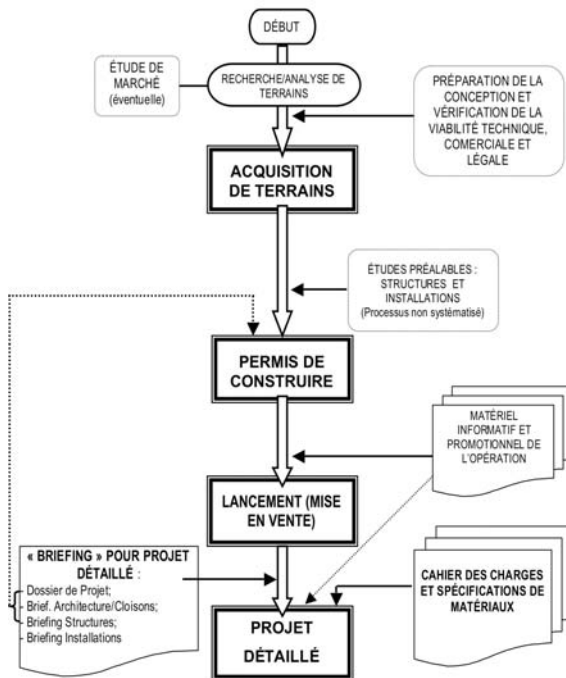 DÉBUT
ÉTUDE DE
MARCHÉ
(éventuelle)
RECHERCHE/ANALYSE DE
TERRAINS
PRÉPARATION DE LA
CONCEPTION ET
VÉRIFICATION DE LA
VIABILITÉ TECHNIQUE,
COMERCIALE ET
LÉGALE
ACQUISITION
DE TERRAINS
ÉTUDES PRÉALABLES :
STRUCTURES ET
INSTALLATIONS
(Processus non systématisé)
PERMIS DE
CONSTRUIRE
MATÉRIEL
INFORMATIF ET
PROMOTIONNEL DE
L'OPÉRATION
LANCEMENT (MISE
EN VENTE)
« BRIEFING » POUR PROJET
DÉTAILLÉ :
- Dossier de Projet;
- Brief. Architecture/Cloisons;
- Briefing Structures;
- Briefing Installations
CAHIER DES CHARGES
ET SPÉCIFICATIONS DE
MATÉRIAUX
PROJET
DÉTAILLÉ